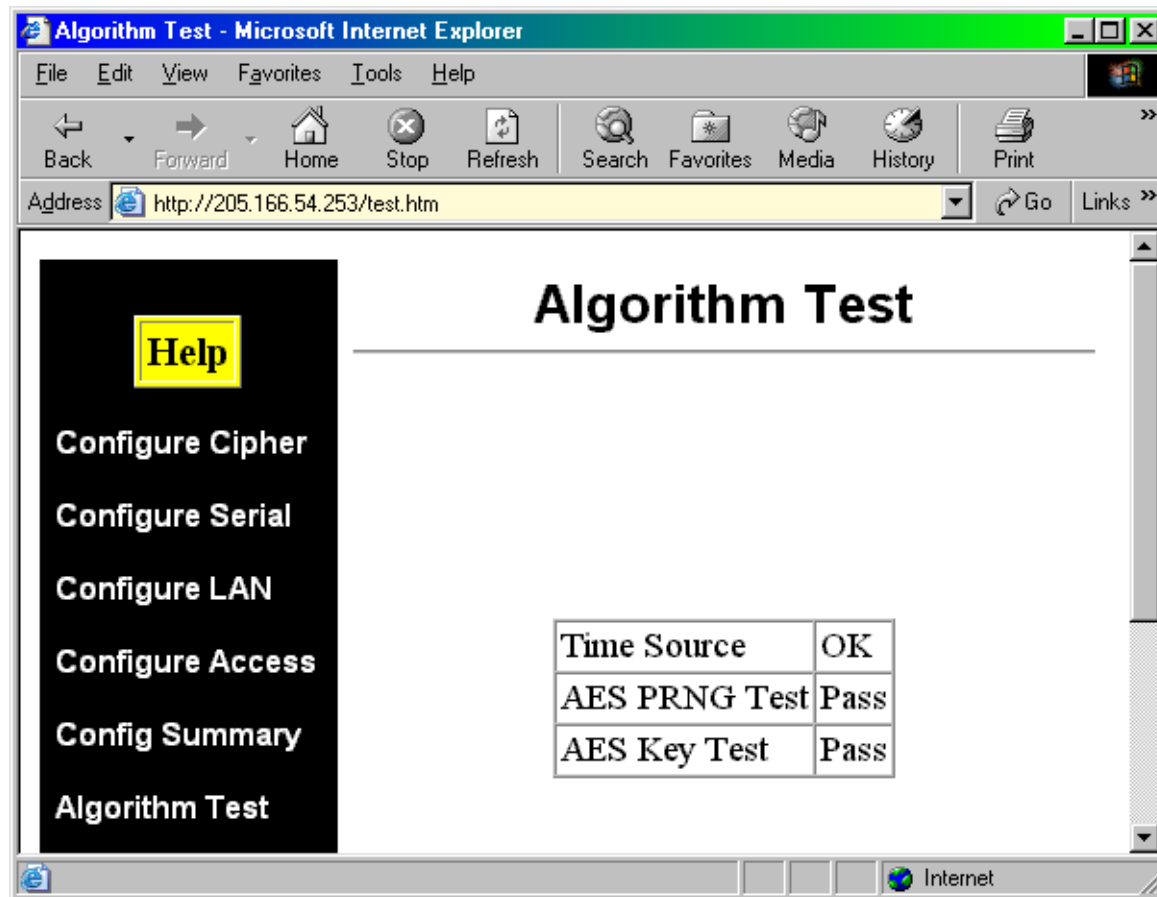 Algorithm Test - Microsoft Internet Explorer
File Edit View Favorites Tools Help
Back Forward Home Stop Refresh Search Favorites Media History Print »
Address http://205.166.54.253/test.htm Go Links »
Algorithm Test
Help
Configure Cipher
Configure Serial
Configure LAN
Configure Access
Config Summary
Algorithm Test
Time Source OK
AES PRNG Test Pass
AES Key Test Pass
Internet